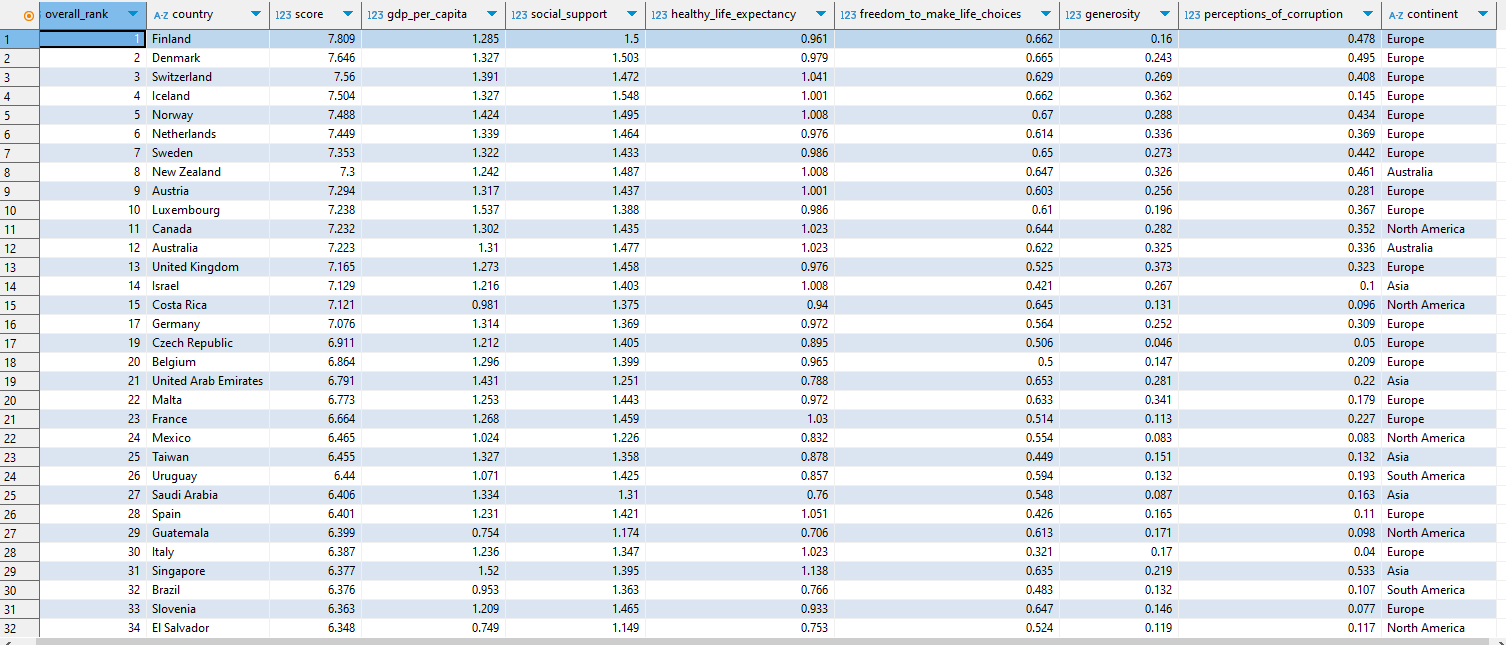 overall_rank A-Z country 123 score 123 gdp_per_capita 123 social_support 123 healthy_life_expectancy 123 freedom_to_make_life_choices 123 generosity 123 perceptions_of_corruption A-Z continent
1 1 Finland 7.809 1.285 1.5 0.961 0.662 0.16 0.478 Europe
2 2 Denmark 7.646 1.327 1.503 0.979 0.665 0.243 0.495 Europe
3 3 Switzerland 7.56 1.391 1.472 1.041 0.629 0.269 0.408 Europe
4 4 Iceland 7.504 1.327 1.548 1.001 0.662 0.362 0.145 Europe
5 5 Norway 7.488 1.424 1.495 1.008 0.67 0.288 0.434 Europe
6 6 Netherlands 7.449 1.339 1.464 0.976 0.614 0.336 0.369 Europe
7 7 Sweden 7.353 1.322 1.433 0.986 0.65 0.273 0.442 Europe
8 8 New Zealand 7.3 1.242 1.487 1.008 0.647 0.326 0.461 Australia
9 9 Austria 7.294 1.317 1.437 1.001 0.603 0.256 0.281 Europe
10 10 Luxembourg 7.238 1.537 1.388 0.986 0.61 0.196 0.367 Europe
11 11 Canada 7.232 1.302 1.435 1.023 0.644 0.282 0.352 North America
12 12 Australia 7.223 1.31 1.477 1.023 0.622 0.325 0.336 Australia
13 13 United Kingdom 7.165 1.273 1.458 0.976 0.525 0.373 0.323 Europe
14 14 Israel 7.129 1.216 1.403 1.008 0.421 0.267 0.1 Asia
15 15 Costa Rica 7.121 0.981 1.375 0.94 0.645 0.131 0.096 North America
16 17 Germany 7.076 1.314 1.369 0.972 0.564 0.252 0.309 Europe
17 19 Czech Republic 6.911 1.212 1.405 0.895 0.506 0.046 0.05 Europe
18 20 Belgium 6.864 1.296 1.399 0.965 0.5 0.147 0.209 Europe
19 21 United Arab Emirates 6.791 1.431 1.251 0.788 0.653 0.281 0.22 Asia
20 22 Malta 6.773 1.253 1.443 0.972 0.633 0.341 0.179 Europe
21 23 France 6.664 1.268 1.459 1.03 0.514 0.113 0.227 Europe
22 24 Mexico 6.465 1.024 1.226 0.832 0.554 0.083 0.083 North America
23 25 Taiwan 6.455 1.327 1.358 0.878 0.449 0.151 0.132 Asia
24 26 Uruguay 6.44 1.071 1.425 0.857 0.594 0.132 0.193 South America
25 27 Saudi Arabia 6.406 1.334 1.31 0.76 0.548 0.087 0.163 Asia
26 28 Spain 6.401 1.231 1.421 1.051 0.426 0.165 0.11 Europe
27 29 Guatemala 6.399 0.754 1.174 0.706 0.613 0.171 0.098 North America
28 30 Italy 6.387 1.236 1.347 1.023 0.321 0.17 0.04 Europe
29 31 Singapore 6.377 1.52 1.395 1.138 0.635 0.219 0.533 Asia
30 32 Brazil 6.376 0.953 1.363 0.766 0.483 0.132 0.107 South America
31 33 Slovenia 6.363 1.209 1.465 0.933 0.647 0.146 0.077 Europe
32 34 El Salvador 6.348 0.749 1.149 0.753 0.524 0.119 0.117 North America